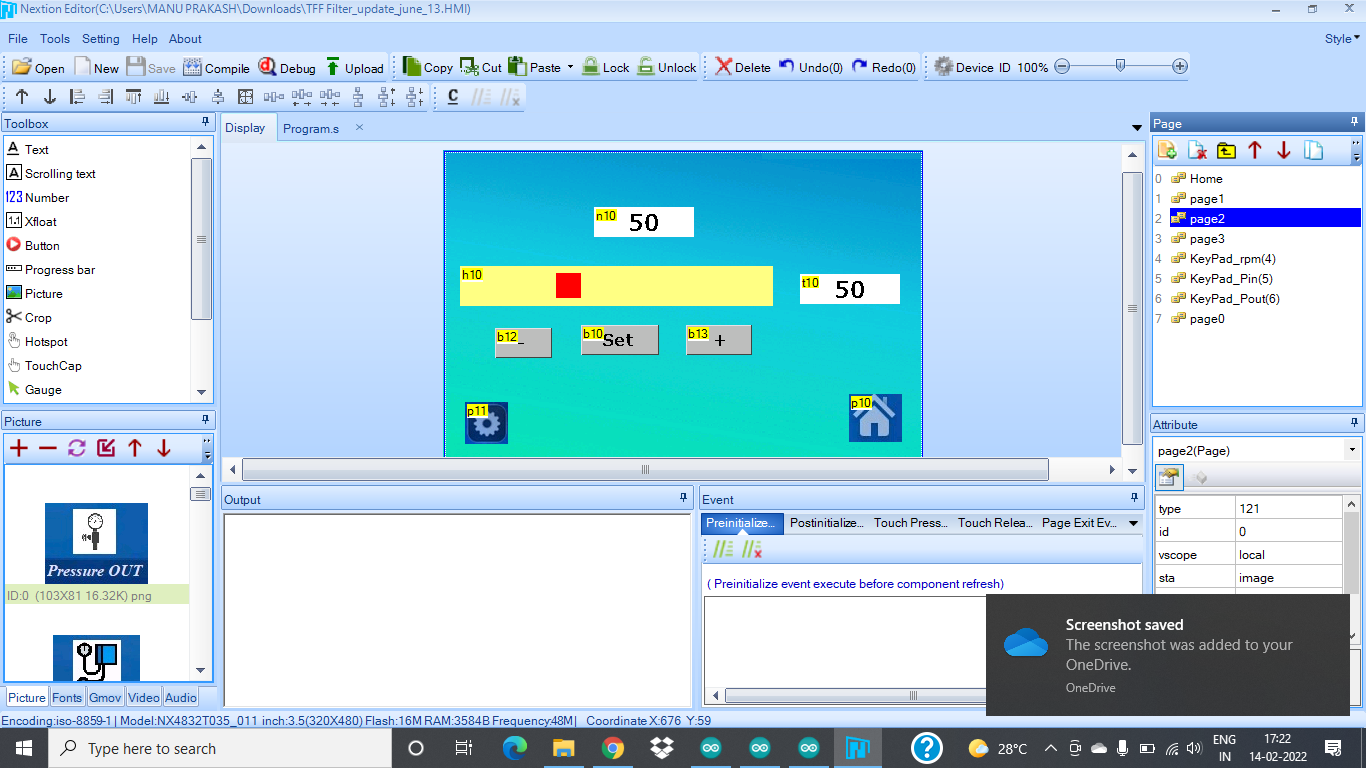 Nextion Editor(C:\Users\MANU PRAKASH\Downloads\TFF Filter_update_june_13.HMI)
File Tools Setting Help About Style
Open New Save Compile Debug Upload Copy Cut Paste Lock Unlock Delete Undo(0) Redo(0) Device ID 100%
C
Toolbox
A Text
A Scrolling text
123 Number
1.1 Xfloat
Button
Progress bar
Picture
Crop
Hotspot
TouchCap
Gauge
Picture
Pressure OUT
ID:0 (103X81 16.32K) png
Picture Fonts Gmov Video Audio
Display Program.s
n10 50
h10
t10 50
b12 -
b10 Set
b13 +
p11
p10
Output
Event
Preinitialize... Postinitialize... Touch Press... Touch Relea... Page Exit Ev...
( Preinitialize event execute before component refresh)
Page
0 Home
1 page1
2 page2
3 page3
4 KeyPad_rpm(4)
5 KeyPad_Pin(5)
6 KeyPad_Pout(6)
7 page0
Attribute
page2(Page)
type 121
id 0
vscope local
sta image
Screenshot saved
The screenshot was added to your
OneDrive.
OneDrive
Encoding:iso-8859-1 | Model:NX4832T035_011 inch:3.5(320X480) Flash:16M RAM:3584B Frequency48M| Coordinate X:676 Y:59
Type here to search
28°C
ENG
IN
17:22
14-02-2022